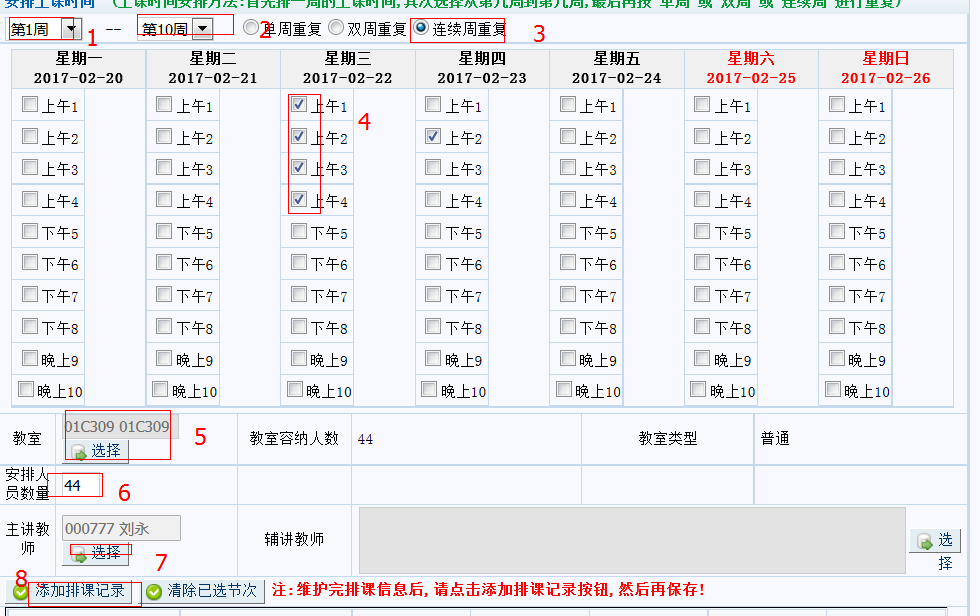 安排上课时间 (上课时间安排方法:首先排一周的上课时间,其次选择从第几周到第几周,最后再按"单周"或"双周"或"连续周"进行重复)
第1周 1 -- 第10周 2 单周重复 双周重复 连续周重复 3
星期一 星期二 星期三 星期四 星期五 星期六 星期日
2017-02-20 2017-02-21 2017-02-22 2017-02-23 2017-02-24 2017-02-25 2017-02-26
上午1 上午1 上午1 上午1 上午1 上午1 上午1
4
上午2 上午2 上午2 上午2 上午2 上午2 上午2
上午3 上午3 上午3 上午3 上午3 上午3 上午3
上午4 上午4 上午4 上午4 上午4 上午4 上午4
下午5 下午5 下午5 下午5 下午5 下午5 下午5
下午6 下午6 下午6 下午6 下午6 下午6 下午6
下午7 下午7 下午7 下午7 下午7 下午7 下午7
下午8 下午8 下午8 下午8 下午8 下午8 下午8
晚上9 晚上9 晚上9 晚上9 晚上9 晚上9 晚上9
晚上10 晚上10 晚上10 晚上10 晚上10 晚上10 晚上10
教室 01C309 01C309 5 教室容纳人数 44 教室类型 普通
选择
安排人
员数量 44 6
主讲教
师 000777 刘永 辅讲教师 选
择
选择 7
8 添加排课记录 清除已选节次 注:维护完排课信息后,请点击添加排课记录按钮,然后再保存!